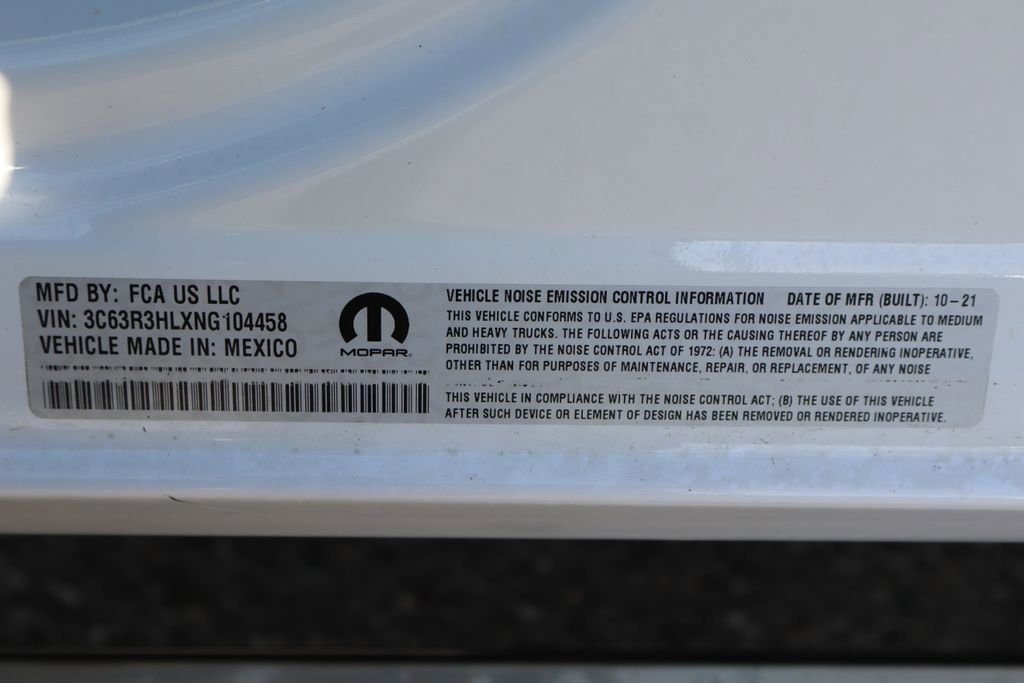 MFD BY: FCA US LLC
VIN: 3C63R3HLXNG104458
VEHICLE MADE IN: MEXICO
MOPAR
VEHICLE NOISE EMISSION CONTROL INFORMATION DATE OF MFR (BUILT): 10-21
THIS VEHICLE CONFORMS TO U.S. EPA REGULATIONS FOR NOISE EMISSION APPLICABLE TO MEDIUM
AND HEAVY TRUCKS. THE FOLLOWING ACTS OR THE CAUSING THEREOF BY ANY PERSON ARE
PROHIBITED BY THE NOISE CONTROL ACT OF 1972: (A) THE REMOVAL OR RENDERING INOPERATIVE,
OTHER THAN FOR PURPOSES OF MAINTENANCE, REPAIR, OR REPLACEMENT, OF ANY NOISE
THIS VEHICLE IN COMPLIANCE WITH THE NOISE CONTROL ACT; (B) THE USE OF THIS VEHICLE
AFTER SUCH DEVICE OR ELEMENT OF DESIGN HAS BEEN REMOVED OR RENDERED INOPERATIVE.